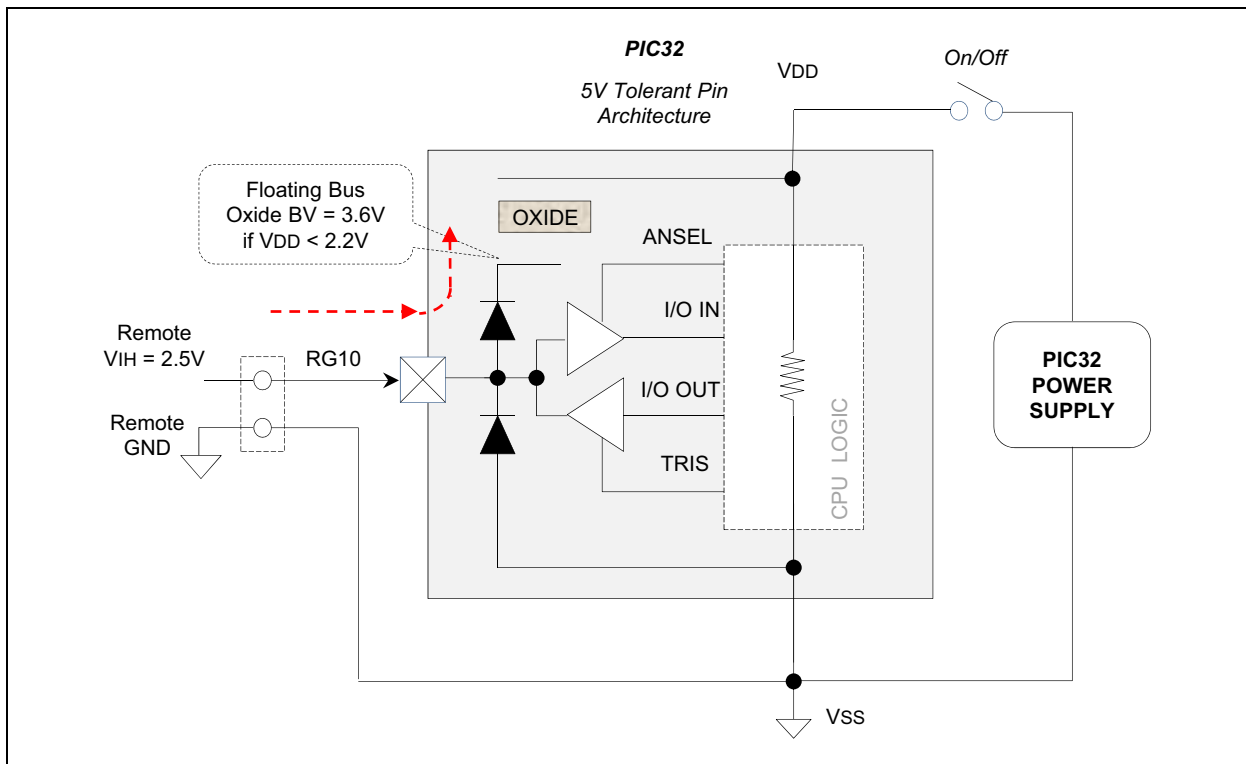 PIC32
5V Tolerant Pin
Architecture
VDD
On/Off
Floating Bus
Oxide BV = 3.6V
if VDD < 2.2V
OXIDE
ANSEL
I/O IN
Remote
VIH = 2.5V
RG10
I/O OUT
Remote
GND
TRIS
CPU LOGIC
PIC32
POWER
SUPPLY
VSS